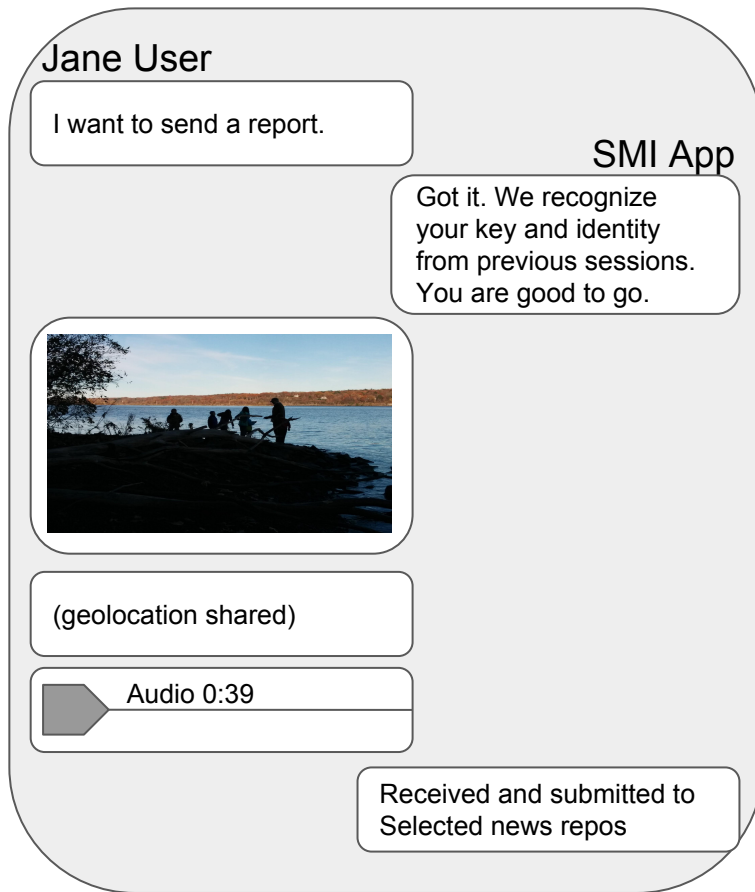 Jane User
I want to send a report.
SMI App
Got it. We recognize
your key and identity
from previous sessions.
You are good to go.
(geolocation shared)
Audio 0:39
Received and submitted to
Selected news repos